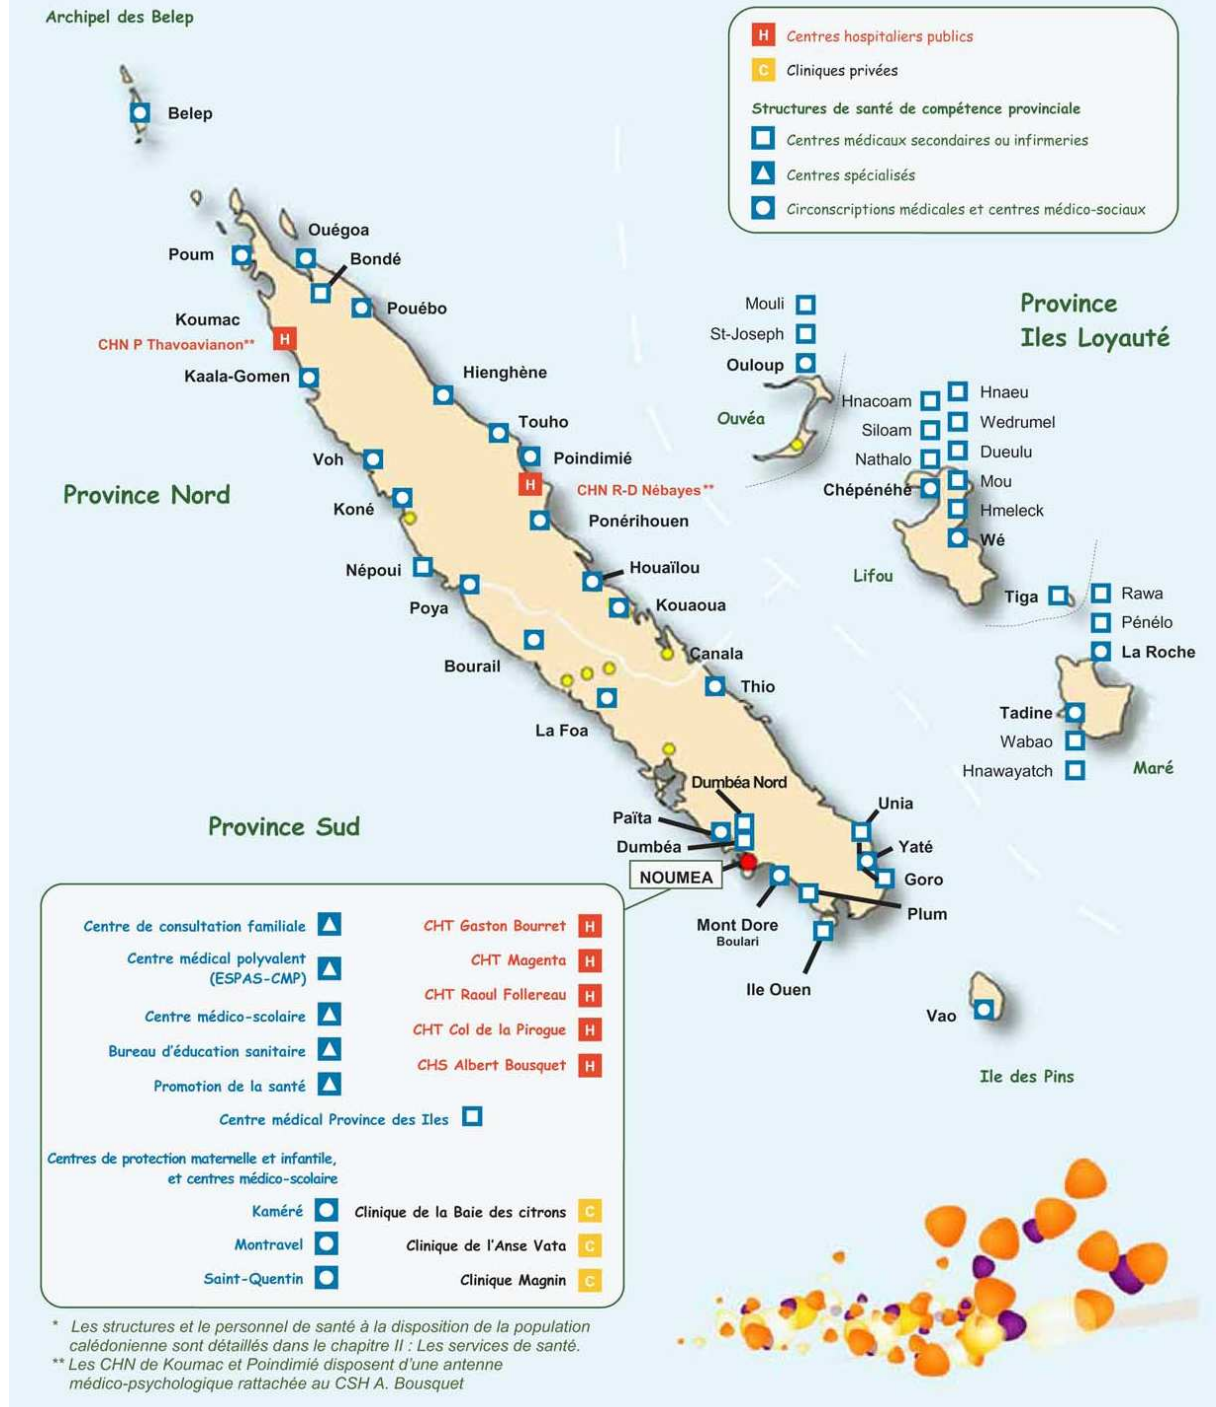 Archipel des Belep
H Centres hospitaliers publics
C Cliniques privées
Structures de santé de compétence provinciale
Centres médicaux secondaires ou infirmeries
Centres spécialisés
Circonscriptions médicales et centres médico-sociaux
Belep
Ouégoa
Poum
Bondé
Pouébo
Koumac
CHN P Thavoavianon**
H
Kaala-Gomen
Hienghène
Touho
Voh
Poindimié
Province Nord
H
CHN R-D Nébayes**
Koné
Ponérihouen
Népoui
Houaïlou
Poya
Kouaoua
Bourail
Canala
Thio
La Foa
Province
Iles Loyauté
Mouli
St-Joseph
Ouloup
Ouvéa
Hnacoam
Hnaeu
Siloam
Wedrumel
Nathalo
Dueulu
Chépénéhé
Mou
Hmeleck
Wé
Lifou
Tiga
Rawa
Pénélo
La Roche
Tadine
Wabao
Hnawayatch
Maré
Province Sud
Dumbéa Nord
Païta
Dumbéa
NOUMEA
Unia
Yaté
Goro
Plum
Mont Dore
Boulari
Ile Ouen
Vao
Ile des Pins
Centre de consultation familiale
CHT Gaston Bourret H
Centre médical polyvalent
(ESPAS-CMP)
CHT Magenta H
CHT Raoul Follereau H
Centre médico-scolaire
CHT Col de la Pirogue H
Bureau d'éducation sanitaire
CHS Albert Bousquet H
Promotion de la santé
Centre médical Province des Iles
Centres de protection maternelle et infantile,
et centres médico-scolaire
Kaméré
Clinique de la Baie des citrons C
Montravel
Clinique de l'Anse Vata C
Saint-Quentin
Clinique Magnin C
* Les structures et le personnel de santé à la disposition de la population
calédonienne sont détaillés dans le chapitre II : Les services de santé.
** Les CHN de Koumac et Poindimié disposent d'une antenne
médico-psychologique rattachée au CSH A. Bousquet